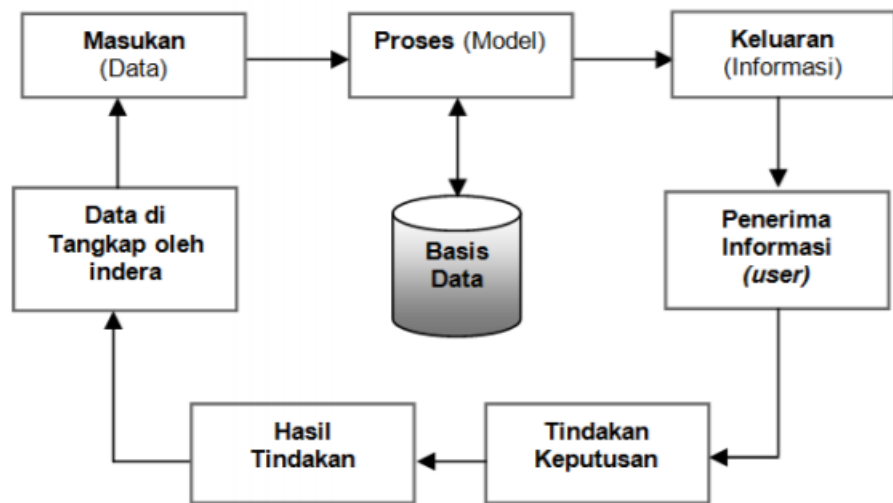 Masukan
(Data)
Proses (Model)
Keluaran
(Informasi)
Data di
Tangkap oleh
indera
Basis
Data
Penerima
Informasi
(user)
Hasil
Tindakan
Tindakan
Keputusan